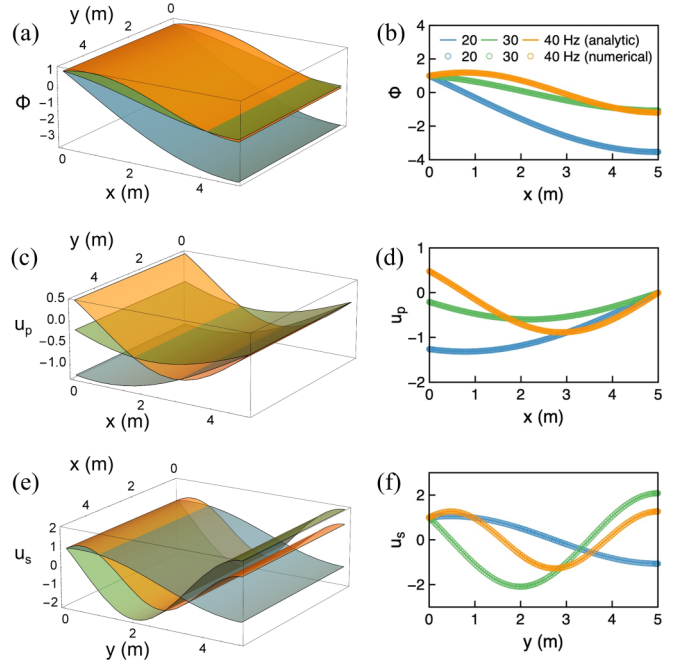 (a)
y (m)
0
2
4
1
0
−1
−2
−3
Φ
0
2
4
x (m)
(b)
4
2
0
−2
−4
Φ
20 30 40 Hz (analytic)
20 30 40 Hz (numerical)
0 1 2 3 4 5
x (m)
(c)
y (m)
0
2
4
0.5
0.0
−0.5
−1.0
u_p
0
2
4
x (m)
(d)
1
0
−1
−2
u_p
0 1 2 3 4 5
x (m)
(e)
x (m)
0
2
4
2
1
0
−1
−2
u_s
0
2
4
y (m)
(f)
2
0
−2
u_s
0 1 2 3 4 5
y (m)